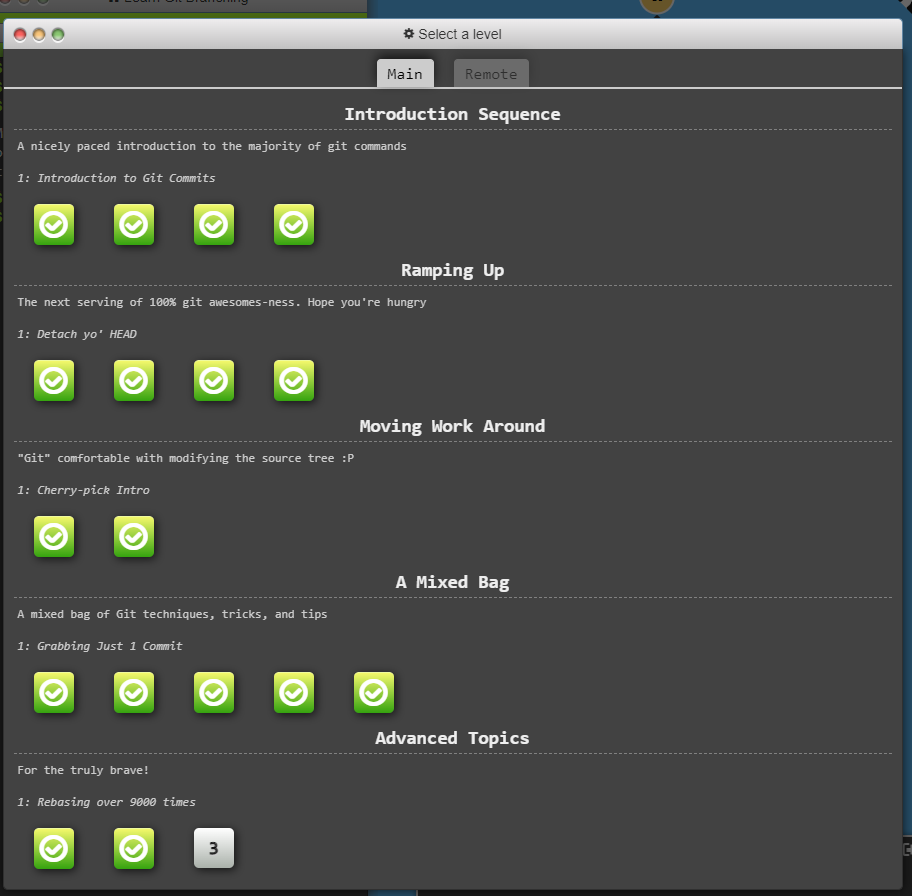 Learn Git Branching
Select a level
Main
Remote
Introduction Sequence
A nicely paced introduction to the majority of git commands
1: Introduction to Git Commits
Ramping Up
The next serving of 100% git awesomes-ness. Hope you're hungry
1: Detach yo' HEAD
Moving Work Around
"Git" comfortable with modifying the source tree :P
1: Cherry-pick Intro
A Mixed Bag
A mixed bag of Git techniques, tricks, and tips
1: Grabbing Just 1 Commit
Advanced Topics
For the truly brave!
1: Rebasing over 9000 times
3